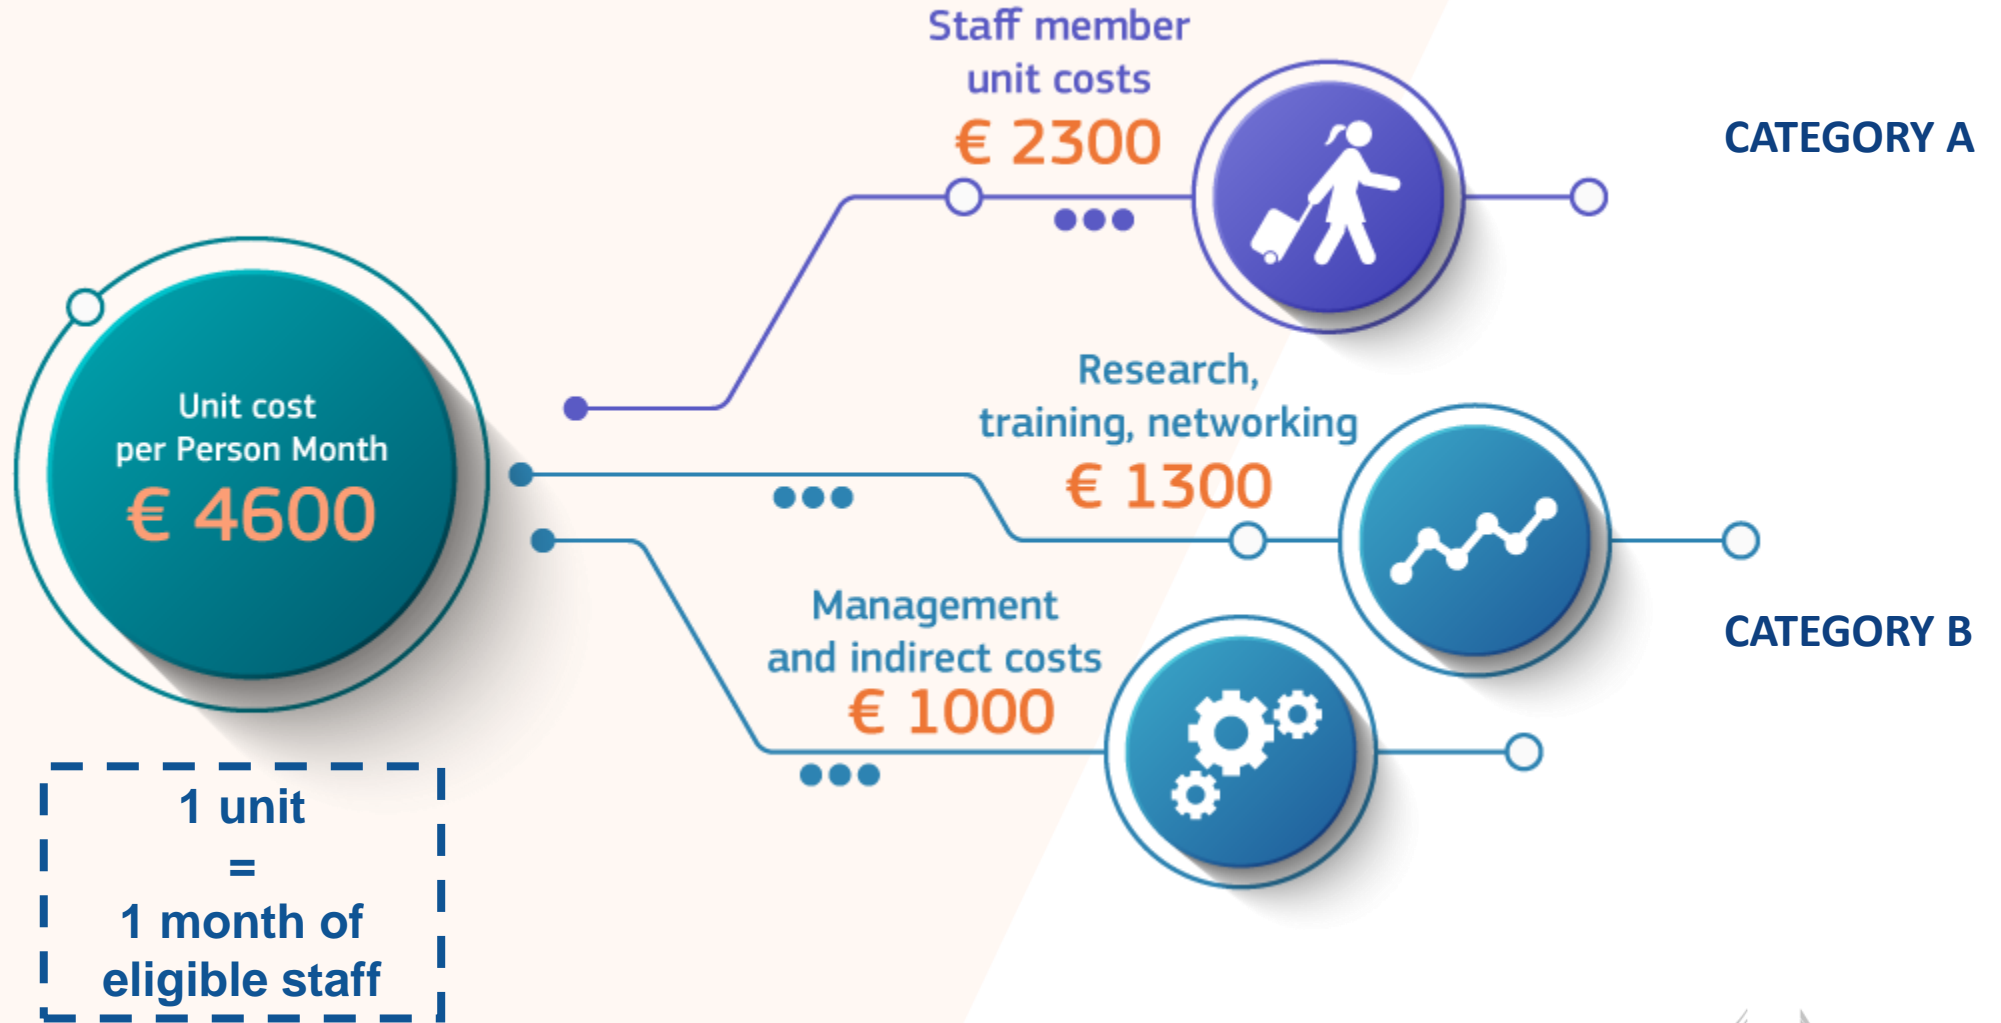 Staff member
unit costs
€ 2300
CATEGORY A
Unit cost
per Person Month
€ 4600
Research,
training, networking
€ 1300
CATEGORY B
Management
and indirect costs
€ 1000
1 unit
=
1 month of
eligible staff